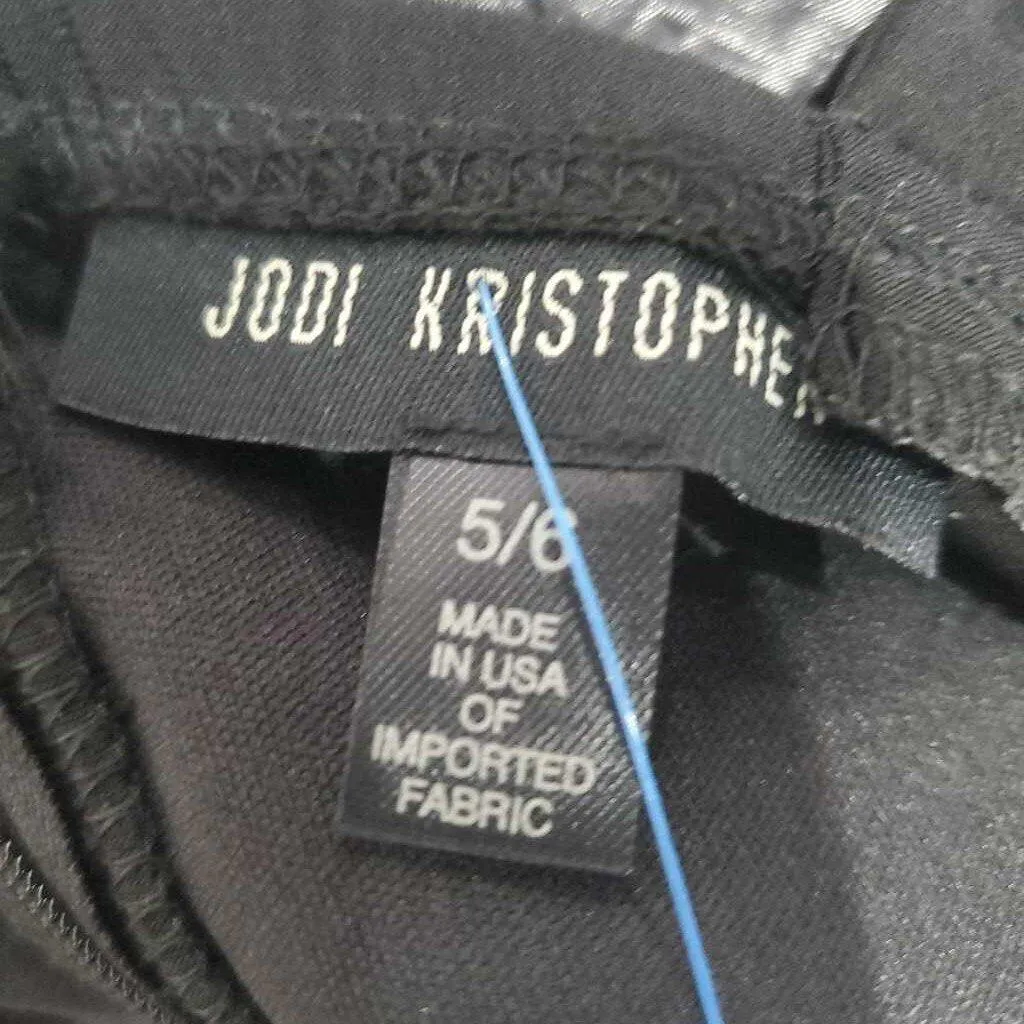 JODI KRISTOPHER
5/6
MADE
IN USA
OF
IMPORTED
FABRIC